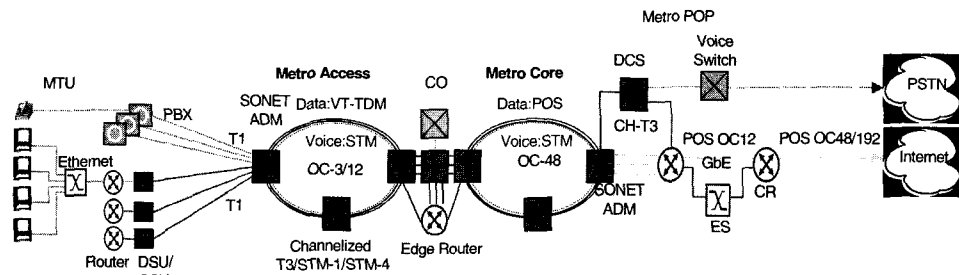 Metro POP
MTU
PBX
Ethernet
Router
DSU/
T1
T1
SONET
ADM
Metro Access
Data:VT-TDM
Voice:STM
OC-3/12
Channelized
T3/STM-1/STM-4
CO
Edge Router
Metro Core
Data:POS
Voice:STM
OC-48
SONET
ADM
DCS
CH-T3
Voice
Switch
POS OC12
GbE
ES
CR
POS OC48/192
PSTN
Internet